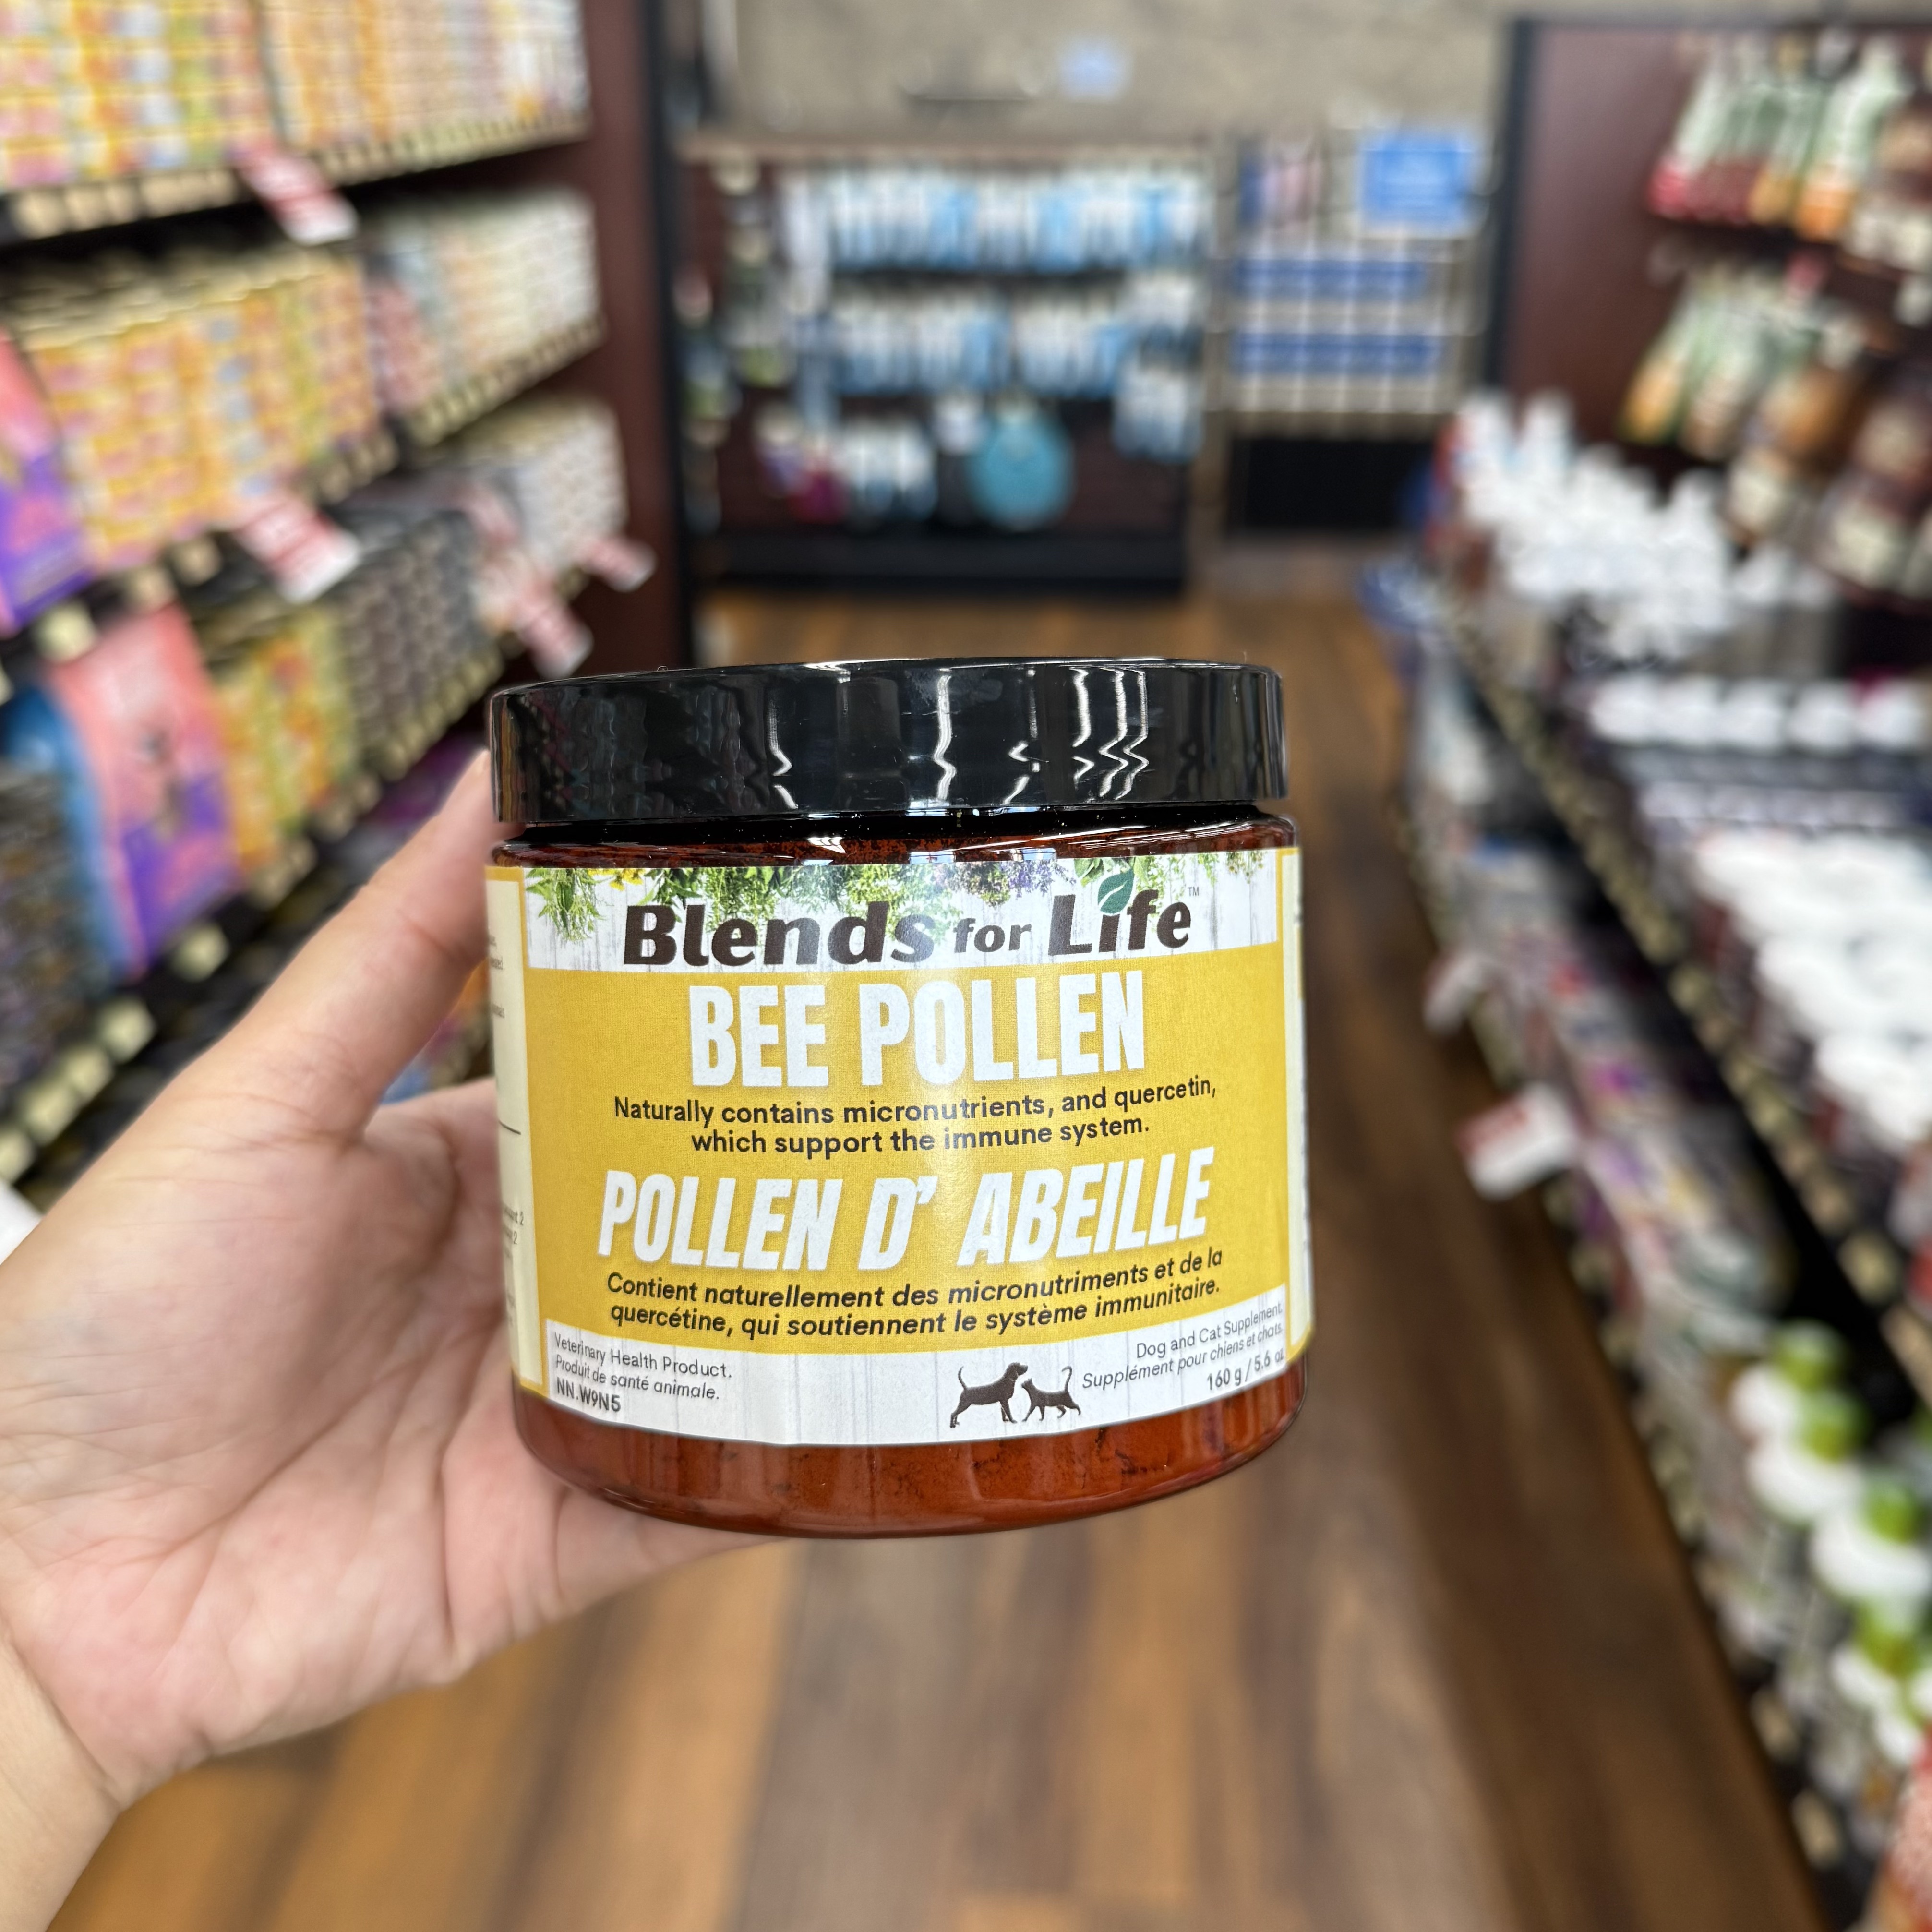 Blends for Life™
BEE POLLEN
Naturally contains micronutrients, and quercetin,
which support the immune system.
POLLEN D' ABEILLE
Contient naturellement des micronutriments et de la
quercétine, qui soutiennent le système immunitaire.
Veterinary Health Product.
Produit de santé animale.
NN.W9N5
Dog and Cat Supplement.
Supplément pour chiens et chats.
160 g / 5.6 oz